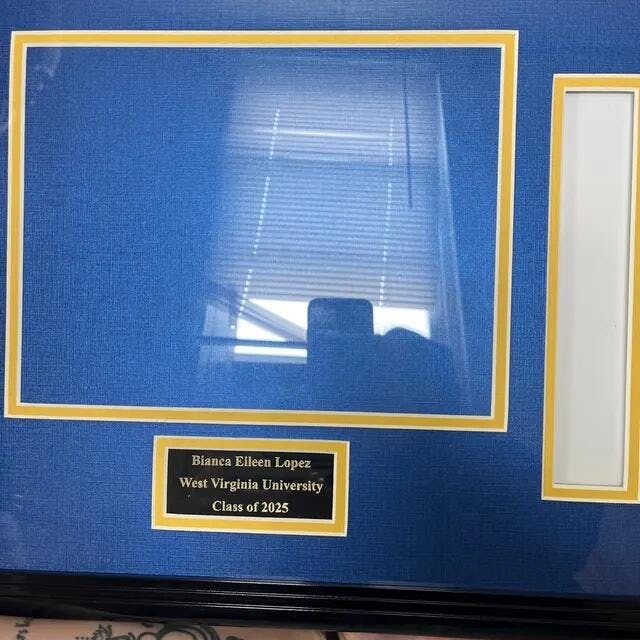 Bianca Eileen Lopez
West Virginia University
Class of 2025